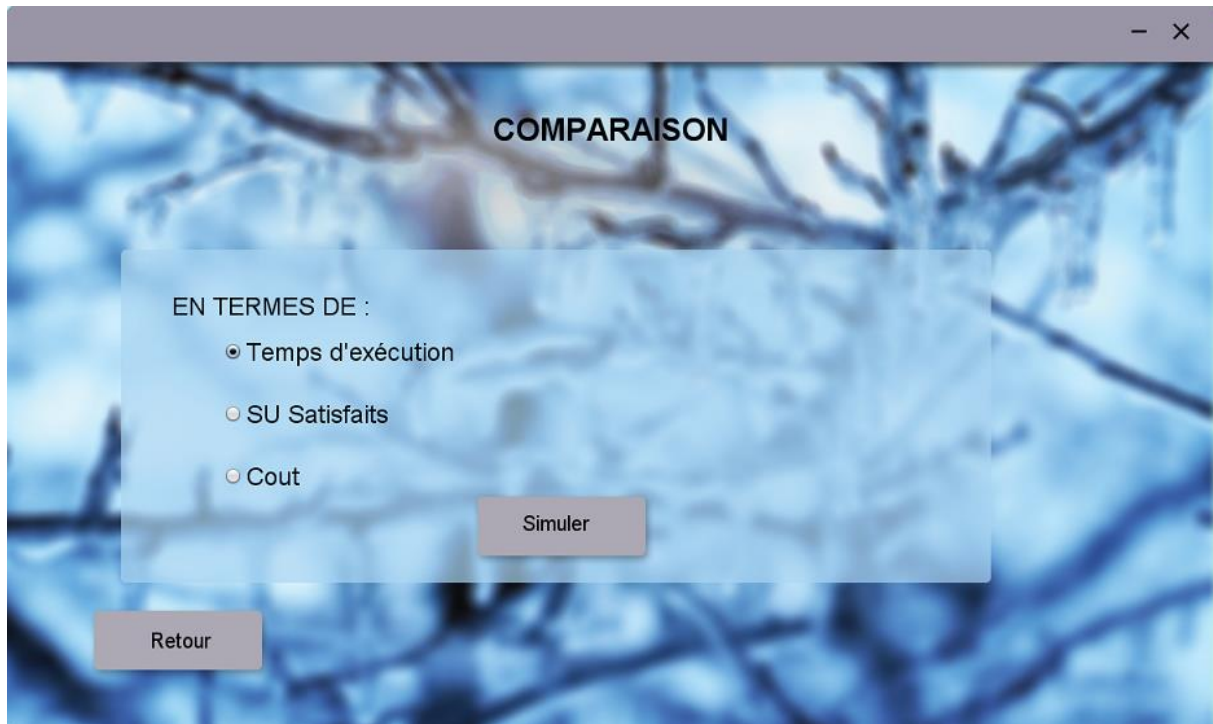 COMPARAISON
EN TERMES DE :
Temps d'exécution
SU Satisfaits
Cout
Simuler
Retour